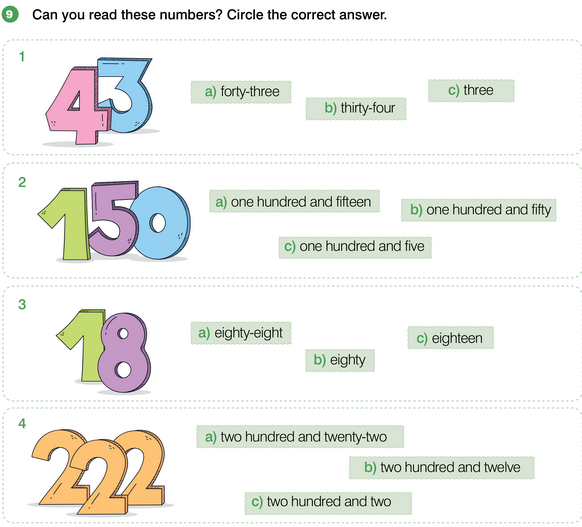 9 Can you read these numbers? Circle the correct answer.
1
43
a) forty-three
b) thirty-four
c) three
2
150
a) one hundred and fifteen
b) one hundred and fifty
c) one hundred and five
3
18
a) eighty-eight
b) eighty
c) eighteen
4
222
a) two hundred and twenty-two
b) two hundred and twelve
c) two hundred and two